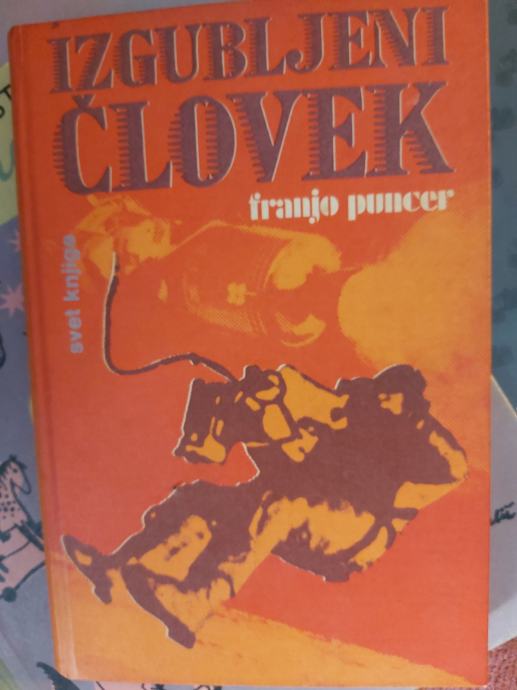 IZGUBLJENI
ČLOVEK
franjo puncer
svet knjige